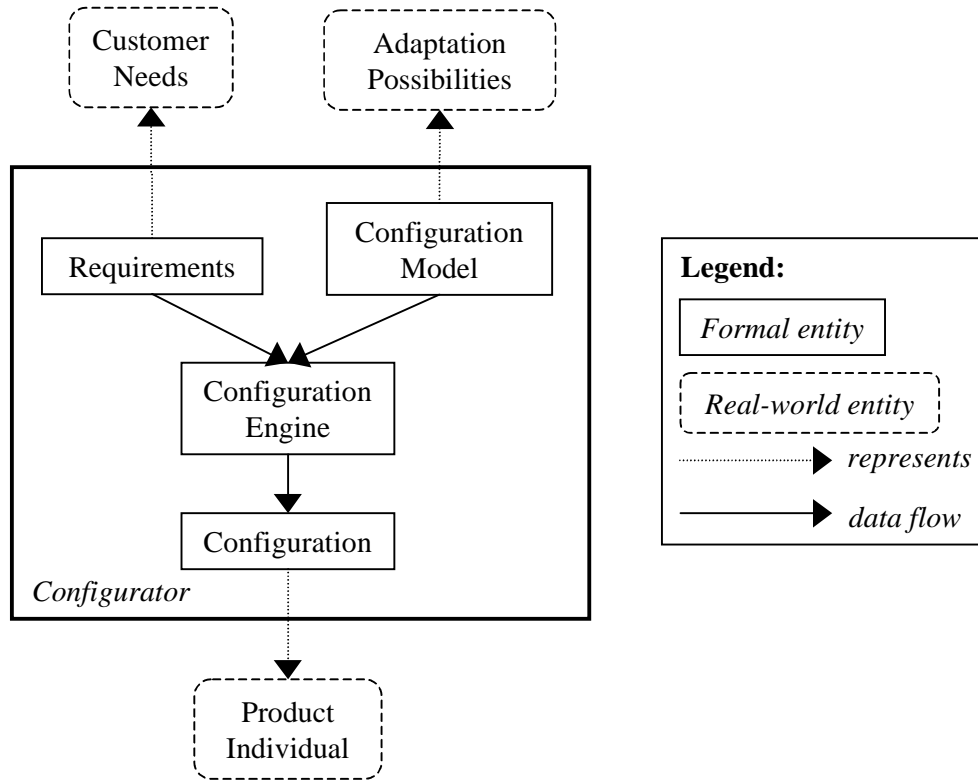 Customer
Needs
Adaptation
Possibilities
Requirements
Configuration
Model
Configuration
Engine
Configuration
Configurator
Product
Individual
Legend:
Formal entity
Real-world entity
represents
data flow